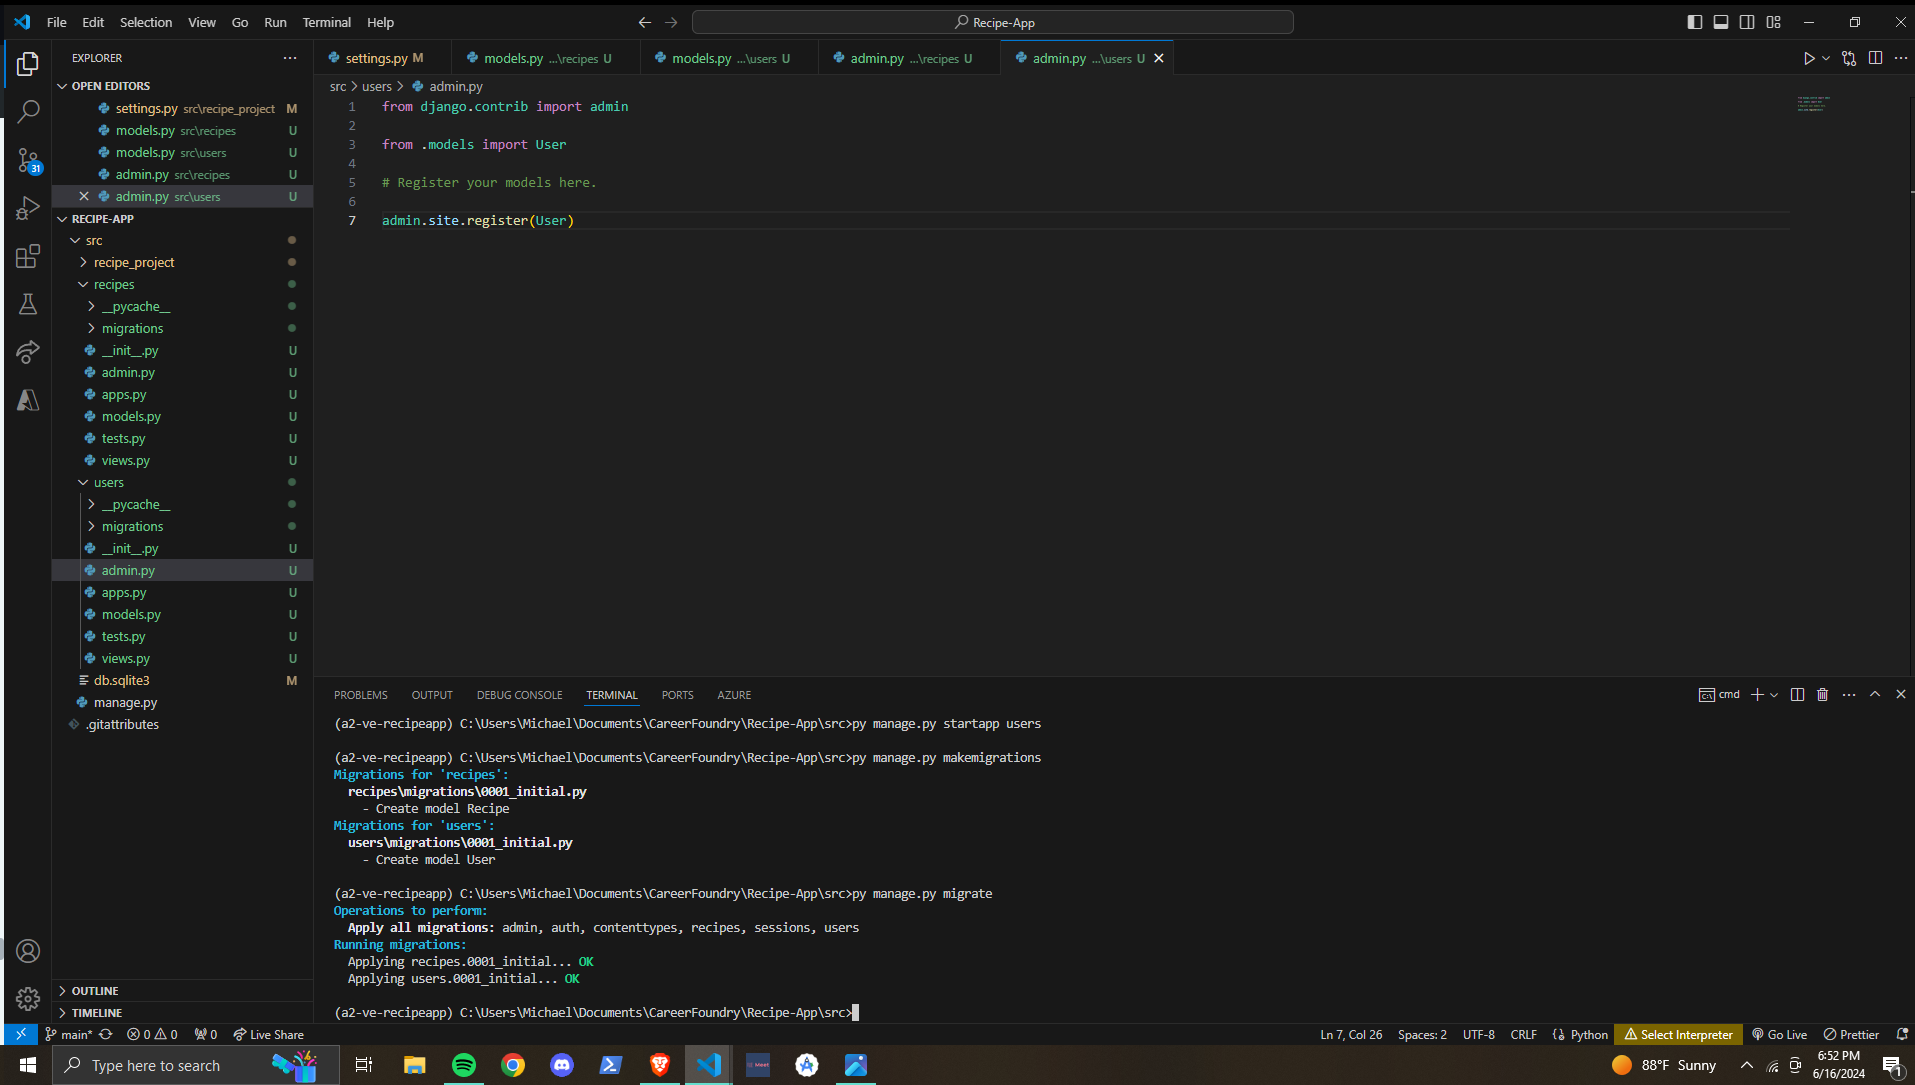 File Edit Selection View Go Run Terminal Help
Recipe-App
EXPLORER
OPEN EDITORS
settings.py src\recipe_project M
models.py src\recipes U
models.py src\users U
admin.py src\recipes U
admin.py src\users U
RECIPE-APP
src
recipe_project
recipes
__pycache__
migrations
__init__.py U
admin.py U
apps.py U
models.py U
tests.py U
views.py U
users
__pycache__
migrations
__init__.py U
admin.py U
apps.py U
models.py U
tests.py U
views.py U
db.sqlite3 M
manage.py
.gitattributes
OUTLINE
TIMELINE
31
settings.py M
models.py ...\recipes U
models.py ...\users U
admin.py ...\recipes U
admin.py ...\users U
src > users > admin.py
1 from django.contrib import admin
2
3 from .models import User
4
5 # Register your models here.
6
7 admin.site.register(User)
PROBLEMS OUTPUT DEBUG CONSOLE TERMINAL PORTS AZURE
cmd
(a2-ve-recipeapp) C:\Users\Michael\Documents\CareerFoundry\Recipe-App\src>py manage.py startapp users
(a2-ve-recipeapp) C:\Users\Michael\Documents\CareerFoundry\Recipe-App\src>py manage.py makemigrations
Migrations for 'recipes':
recipes\migrations\0001_initial.py
- Create model Recipe
Migrations for 'users':
users\migrations\0001_initial.py
- Create model User
(a2-ve-recipeapp) C:\Users\Michael\Documents\CareerFoundry\Recipe-App\src>py manage.py migrate
Operations to perform:
Apply all migrations: admin, auth, contenttypes, recipes, sessions, users
Running migrations:
Applying recipes.0001_initial... OK
Applying users.0001_initial... OK
(a2-ve-recipeapp) C:\Users\Michael\Documents\CareerFoundry\Recipe-App\src>
main* 0 0 0 Live Share
Ln 7, Col 26 Spaces: 2 UTF-8 CRLF Python Select Interpreter Go Live Prettier
Type here to search
88°F Sunny
6:52 PM
6/16/2024
1